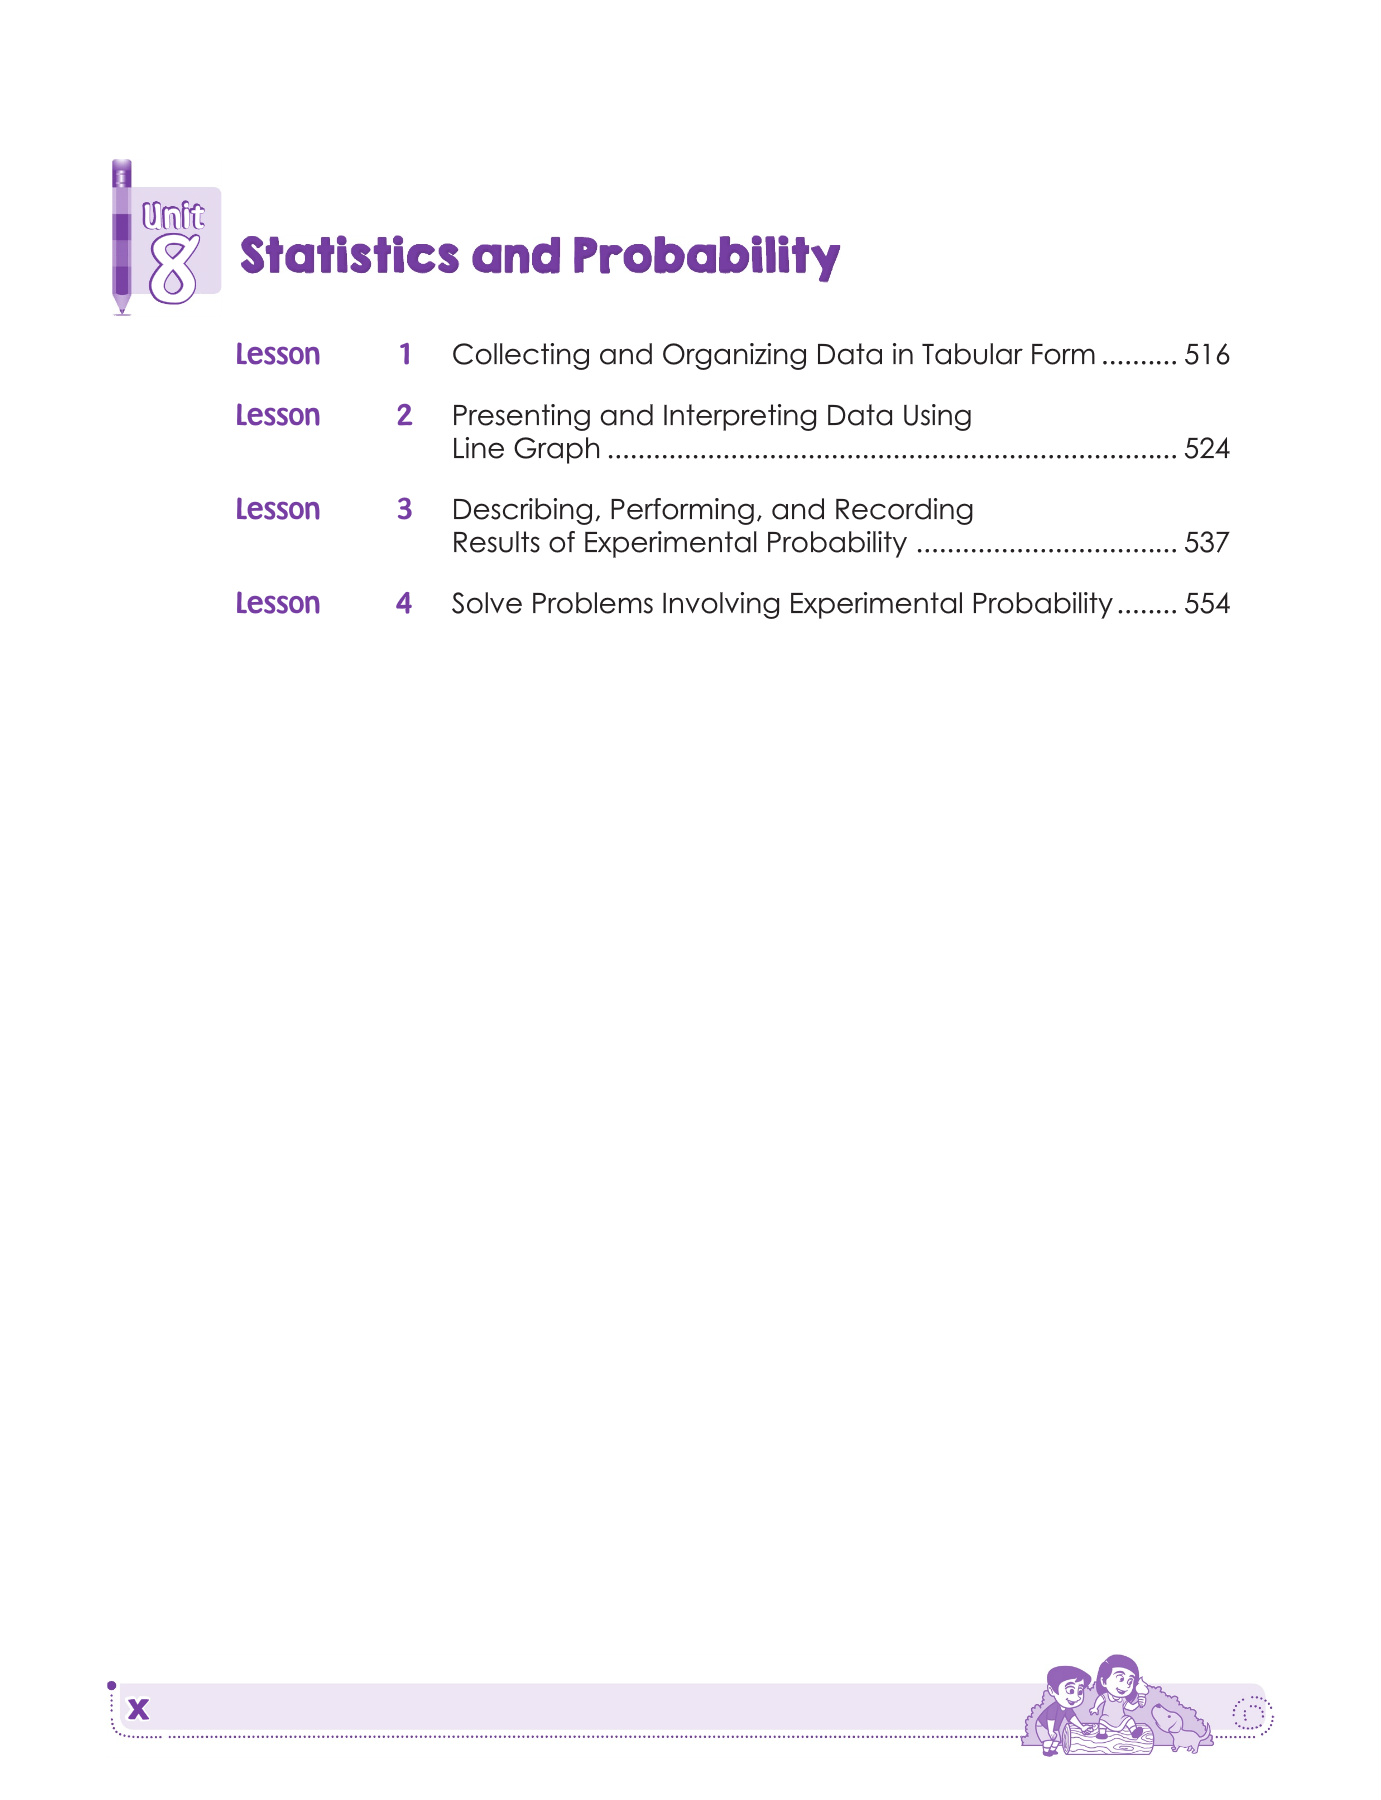 Unit
8
Statistics and Probability
Lesson 1 Collecting and Organizing Data in Tabular Form .......... 516
Lesson 2 Presenting and Interpreting Data Using
Line Graph .......................................................................... 524
Lesson 3 Describing, Performing, and Recording
Results of Experimental Probability .................................. 537
Lesson 4 Solve Problems Involving Experimental Probability ........ 554
x